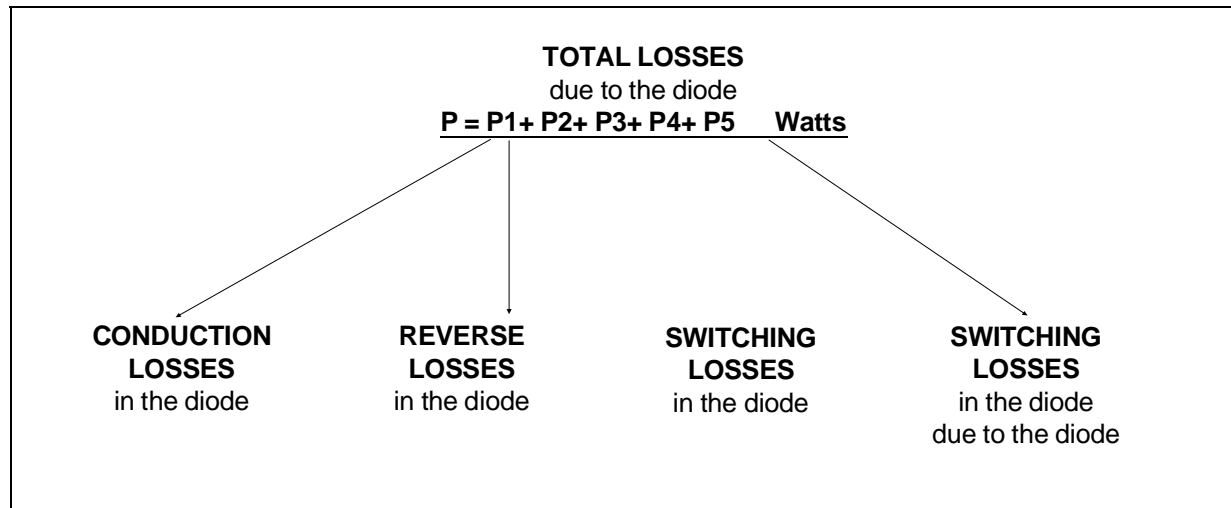 TOTAL LOSSES
due to the diode
P = P1+ P2+ P3+ P4+ P5 Watts
CONDUCTION
LOSSES
in the diode
REVERSE
LOSSES
in the diode
SWITCHING
LOSSES
in the diode
SWITCHING
LOSSES
in the diode
due to the diode